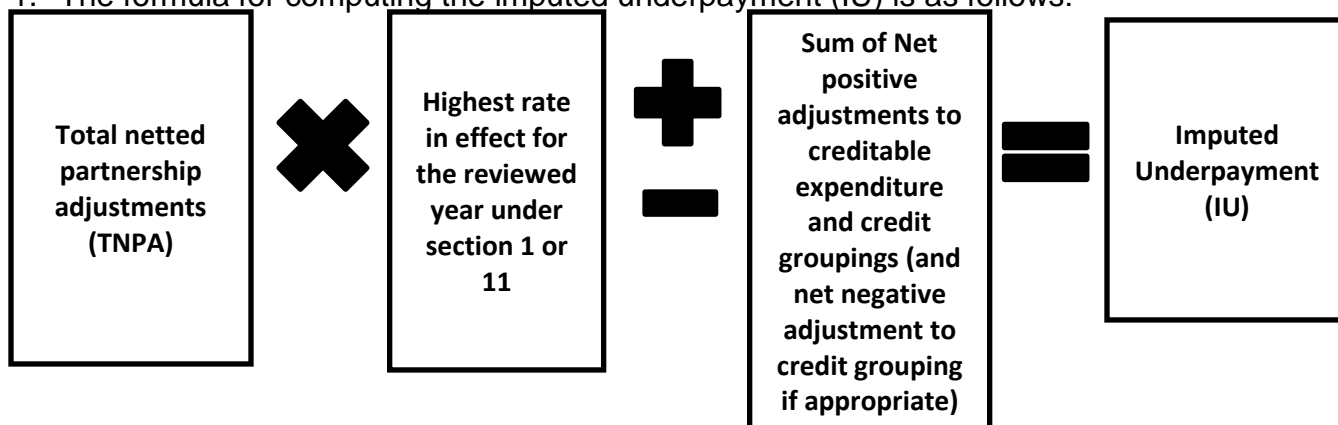 1. The formula for computing the imputed underpayment (IU) is as follows:
Total netted
partnership
adjustments
(TNPA)
Highest rate
in effect for
the reviewed
year under
section 1 or
11
Sum of Net
positive
adjustments to
creditable
expenditure
and credit
groupings (and
net negative
adjustment to
credit grouping
if appropriate)
Imputed
Underpayment
(IU)